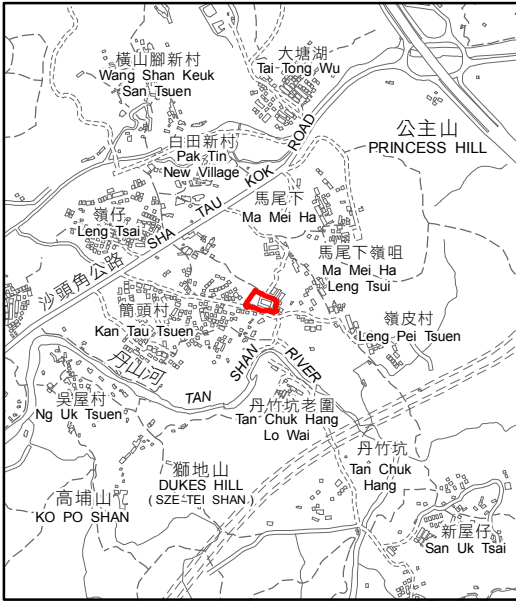 大塘湖
Tai Tong Wu
橫山腳新村
Wang Shan Keuk
San Tsuen
公主山
PRINCESS HILL
白田新村
Pak Tin
New Village
SHA TAU KOK ROAD
沙頭角公路
馬尾下
Ma Mei Ha
嶺仔
Leng Tsai
馬尾下嶺咀
Ma Mei Ha
Leng Tsui
簡頭村
Kan Tau Tsuen
嶺皮村
Leng Pei Tsuen
丹山河
TAN SHAN RIVER
吳屋村
Ng Uk Tsuen
丹竹坑老圍
Tan Chuk Hang
Lo Wai
丹竹坑
Tan Chuk
Hang
獅地山
DUKES HILL
( SZE TEI SHAN )
高埔山
KO PO SHAN
新屋仔
San Uk Tsai